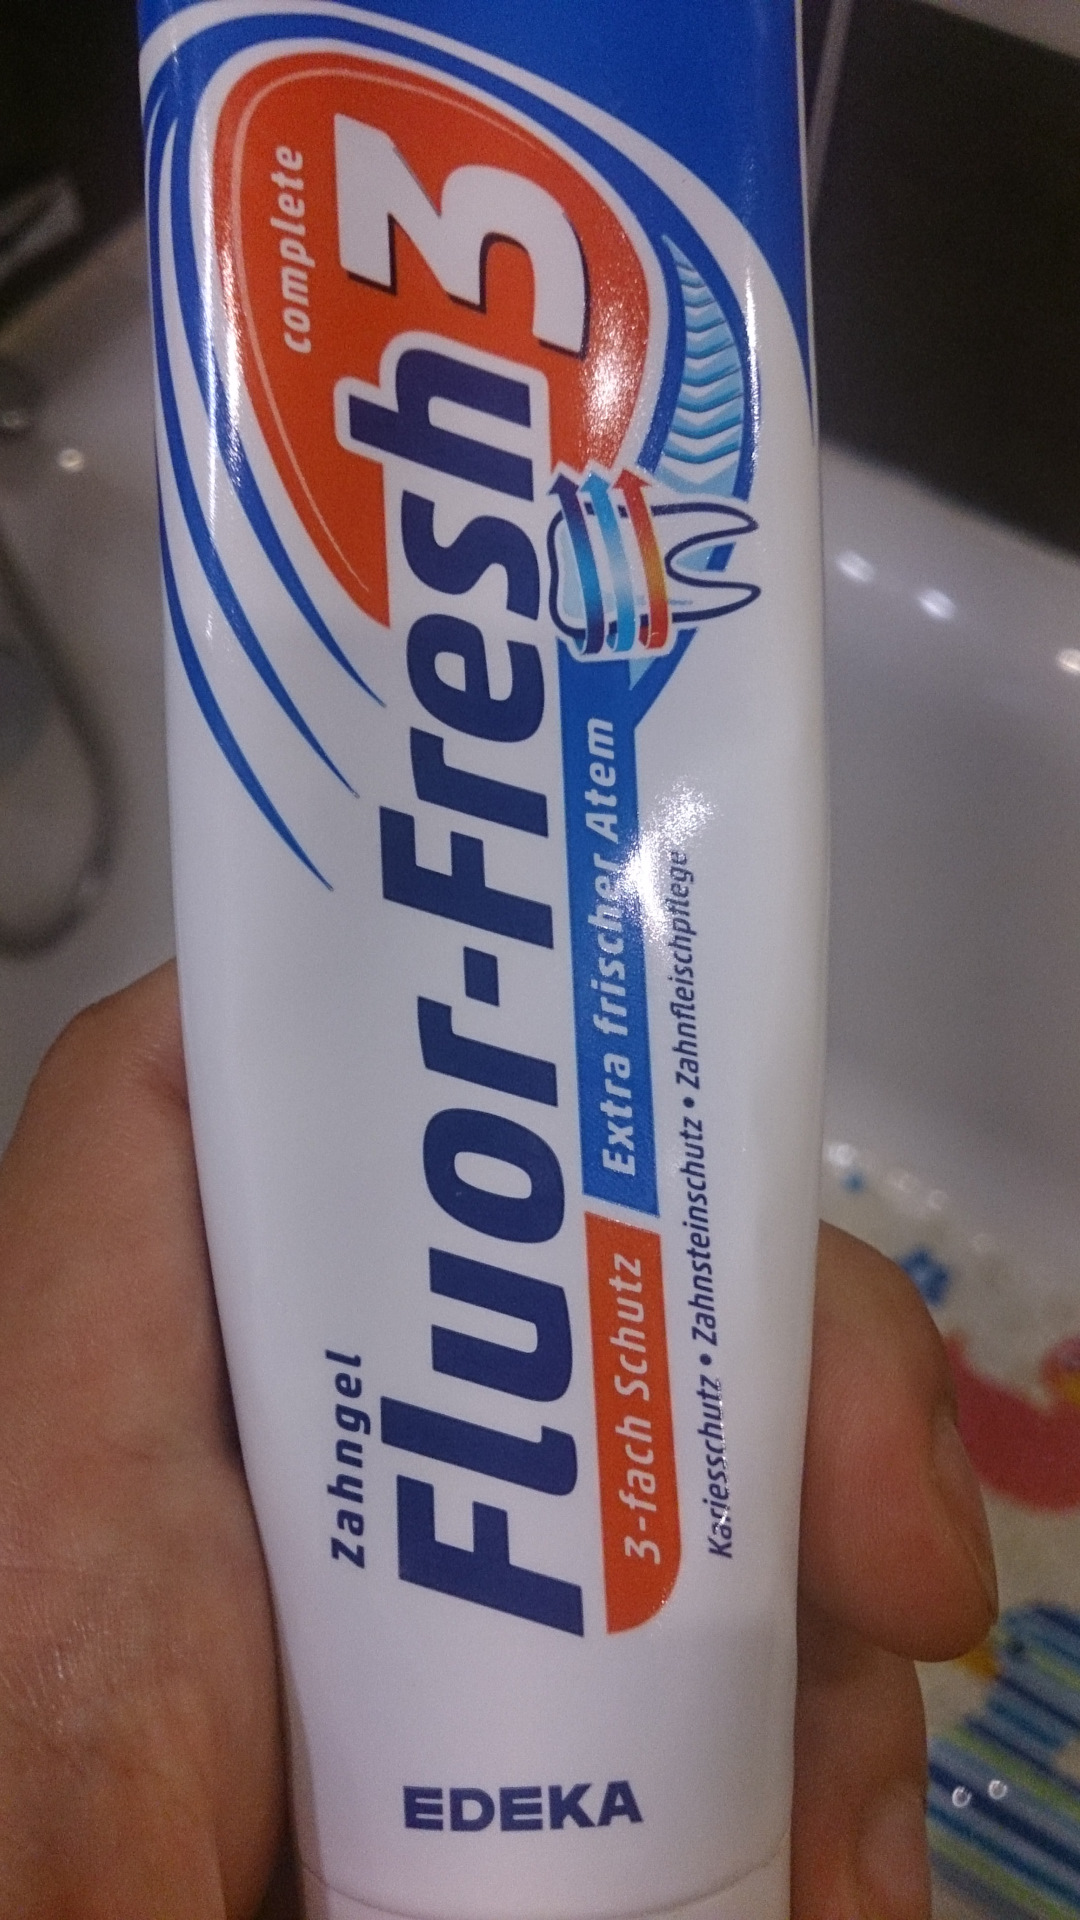 complete
Zahngel
Fluor-Fresh 3
3-fach Schutz Extra frischer Atem
Kariesschutz • Zahnsteinschutz • Zahnfleischpflege
EDEKA